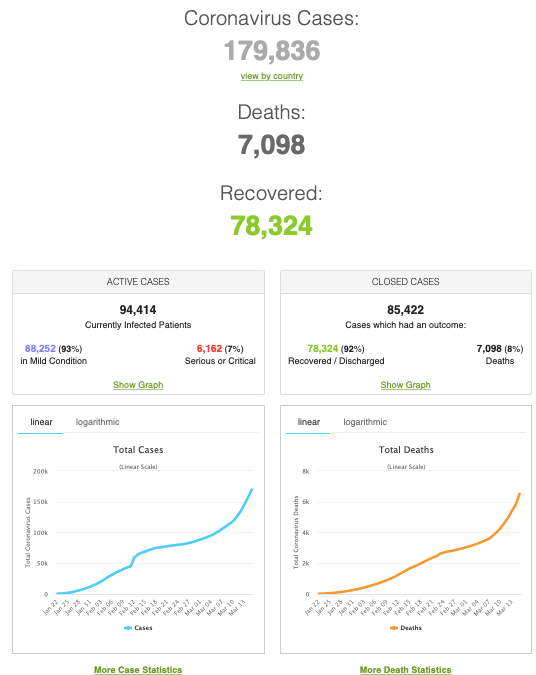 Coronavirus Cases:
179,836
view by country
Deaths:
7,098
Recovered:
78,324
ACTIVE CASES
94,414
Currently Infected Patients
88,252 (93%)
in Mild Condition
6,162 (7%)
Serious or Critical
Show Graph
CLOSED CASES
85,422
Cases which had an outcome:
78,324 (92%)
Recovered / Discharged
7,098 (8%)
Deaths
Show Graph
linear logarithmic
Total Cases
(Linear Scale)
Total Coronavirus Cases
200k
150k
100k
50k
0
Jan 22 Jan 25 Jan 28 Jan 31 Feb 03 Feb 06 Feb 09 Feb 12 Feb 15 Feb 18 Feb 21 Feb 24 Feb 27 Mar 01 Mar 04 Mar 07 Mar 10 Mar 13
Cases
linear logarithmic
Total Deaths
(Linear Scale)
Total Coronavirus Deaths
8k
6k
4k
2k
0
Jan 22 Jan 25 Jan 28 Jan 31 Feb 03 Feb 06 Feb 09 Feb 12 Feb 15 Feb 18 Feb 21 Feb 24 Feb 27 Mar 01 Mar 04 Mar 07 Mar 10 Mar 13
Deaths
More Case Statistics
More Death Statistics